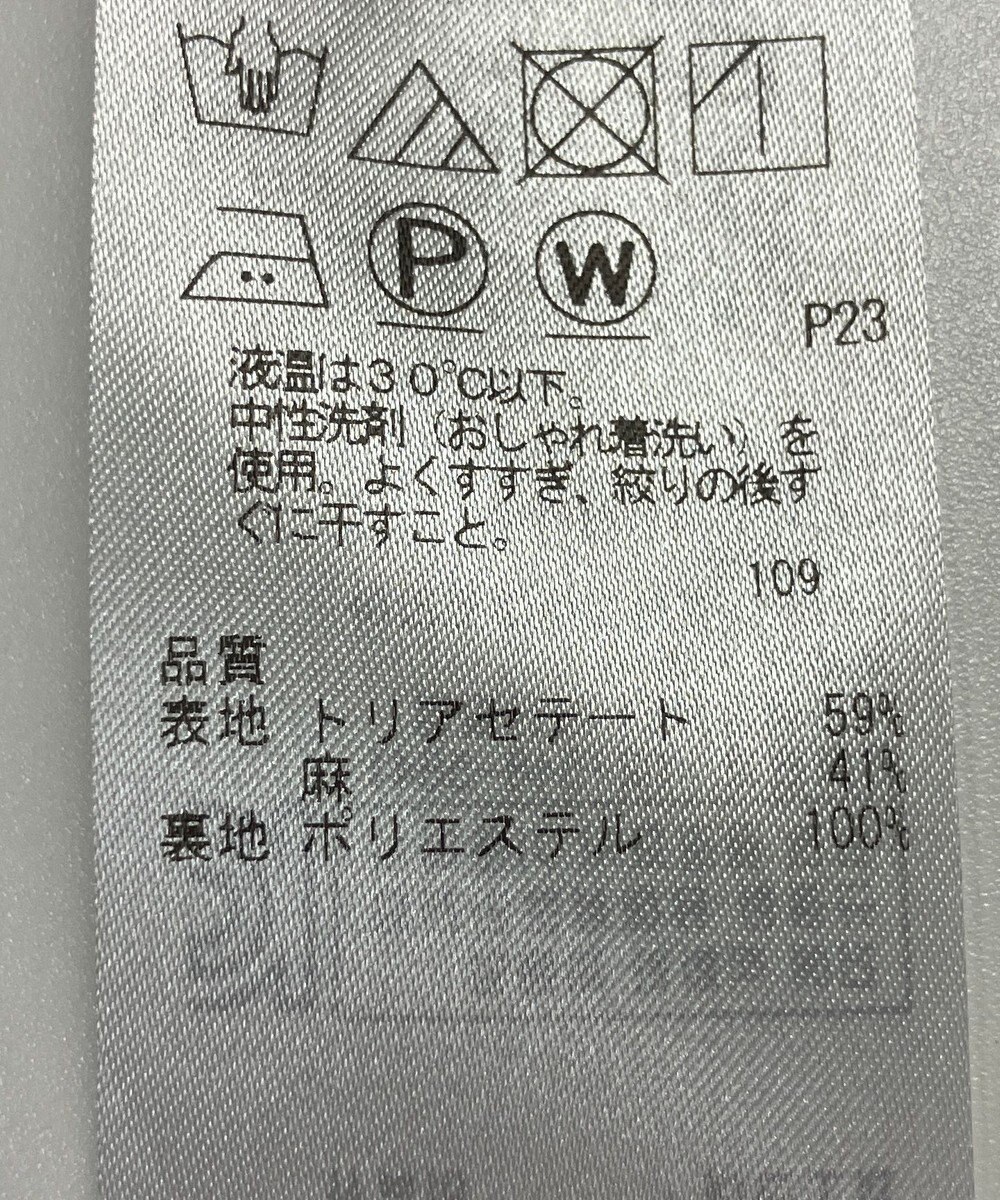 P W
P23
液温は30℃以下。
中性洗剤(おしゃれ着洗い)を
使用。よくすすぎ、絞りの後す
ぐに干すこと。
109
品質
表地 トリアセテート 59%
麻 41%
裏地 ポリエステル 100%